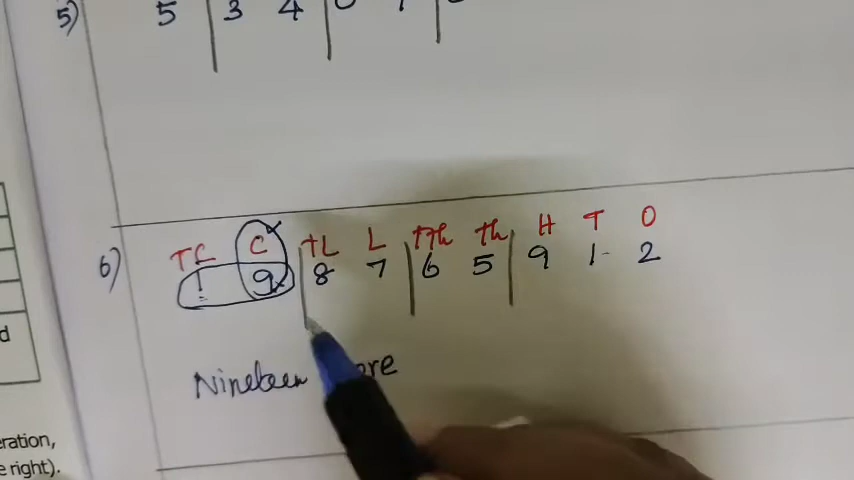 5) 5 3 4
6) TC C TL L TTh Th H T O
1 9 8 7 6 5 9 1 2
Nineteen
d
eration,
e right).